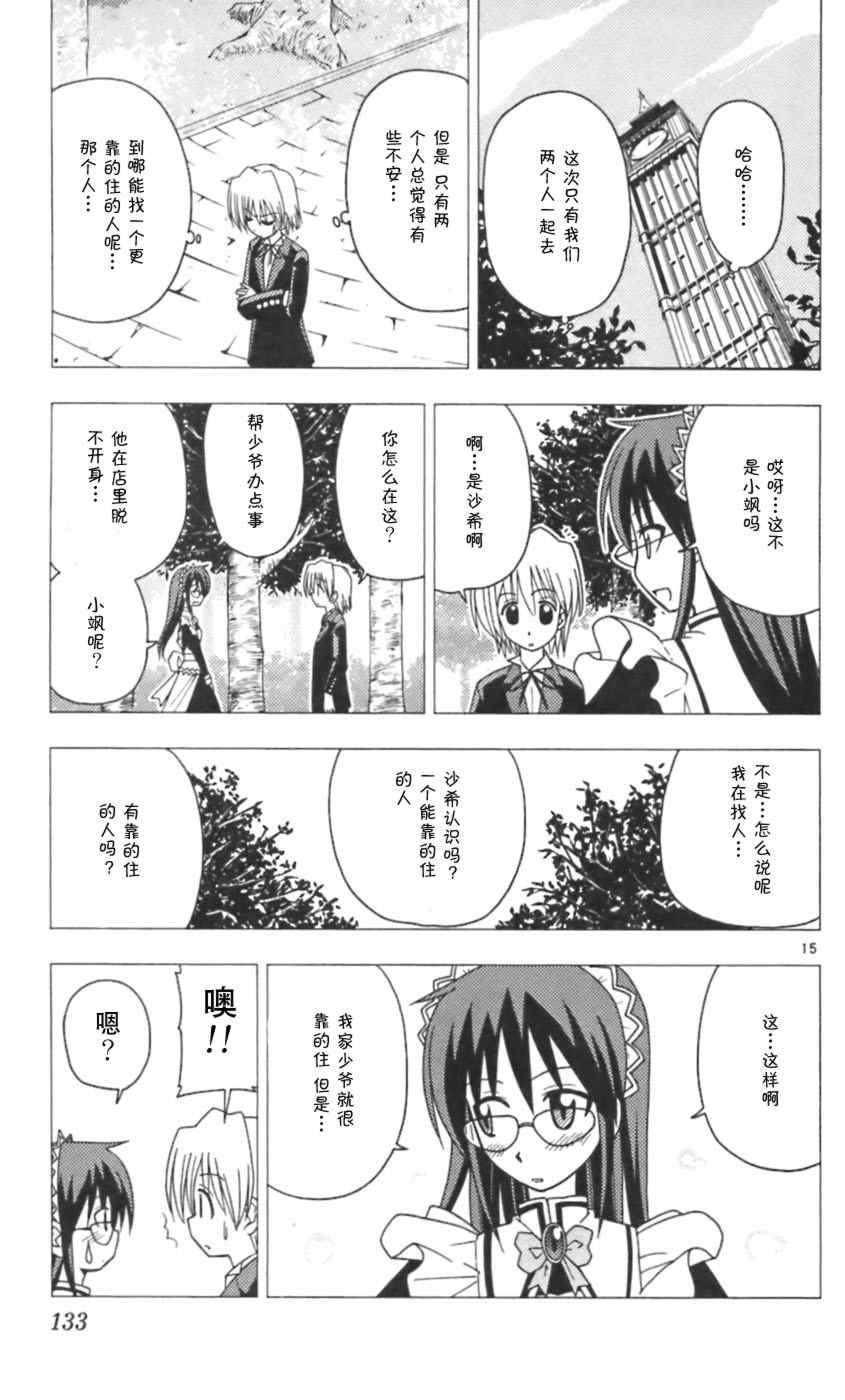 哈
哈………
这次只有我们
两个人一起去
但是 只有两
个人总觉得有
些不安…
到哪能找一个更
靠的住的人呢…
那个人…
哎呀…这不
是小飒吗
啊…是沙希啊
你怎么在这？
帮少爷办点事
他在店里脱
不开身…
小飒呢？
不是…怎么说呢
我在找人…
沙希认识吗？
一个能靠的住
的人
有靠的住
的人吗？
15
这…这样啊
我家少爷就很
靠的住 但是…
噢!!
嗯？
133